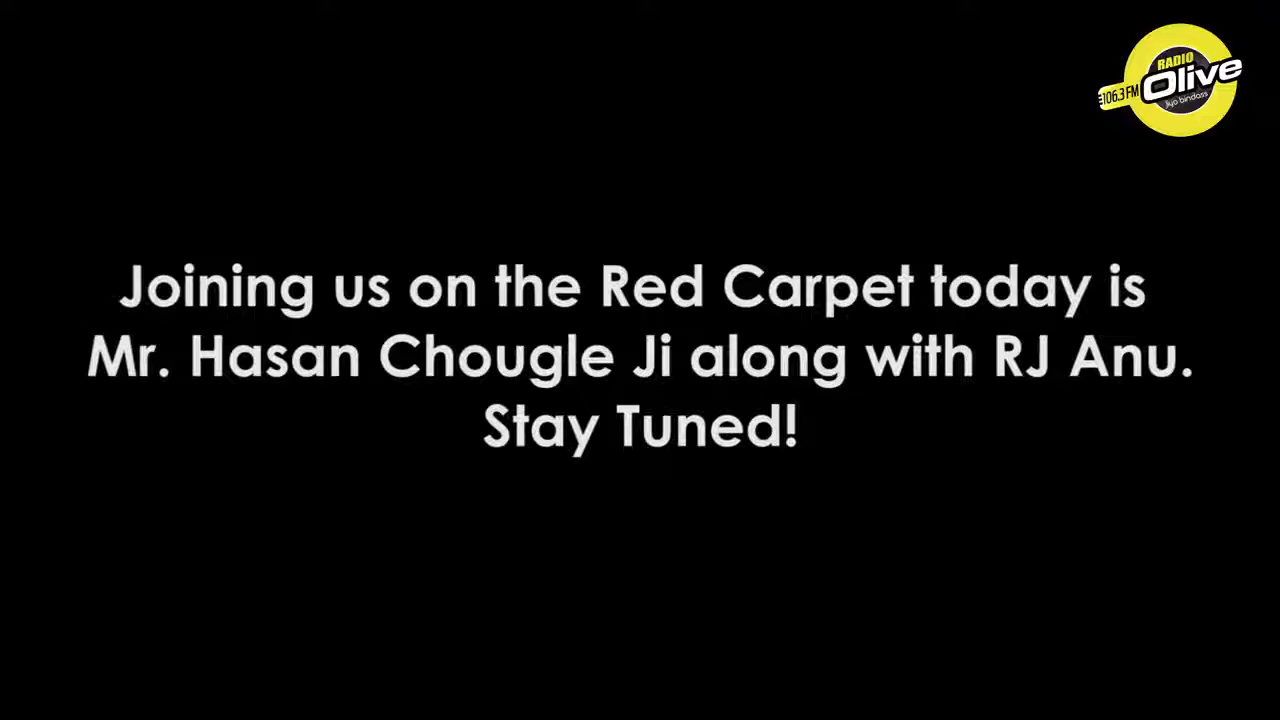 RADIO
Olive
106.3 FM
Jiyo bindass
Joining us on the Red Carpet today is
Mr. Hasan Chougle Ji along with RJ Anu.
Stay Tuned!